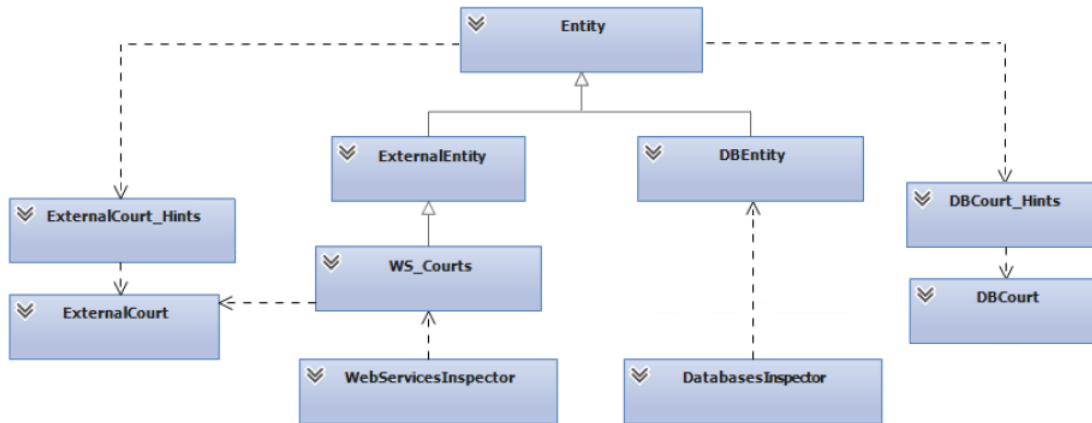 Entity
ExternalEntity
DBEntity
ExternalCourt_Hints
DBCourt_Hints
WS_Courts
ExternalCourt
DBCourt
WebServicesInspector
DatabasesInspector